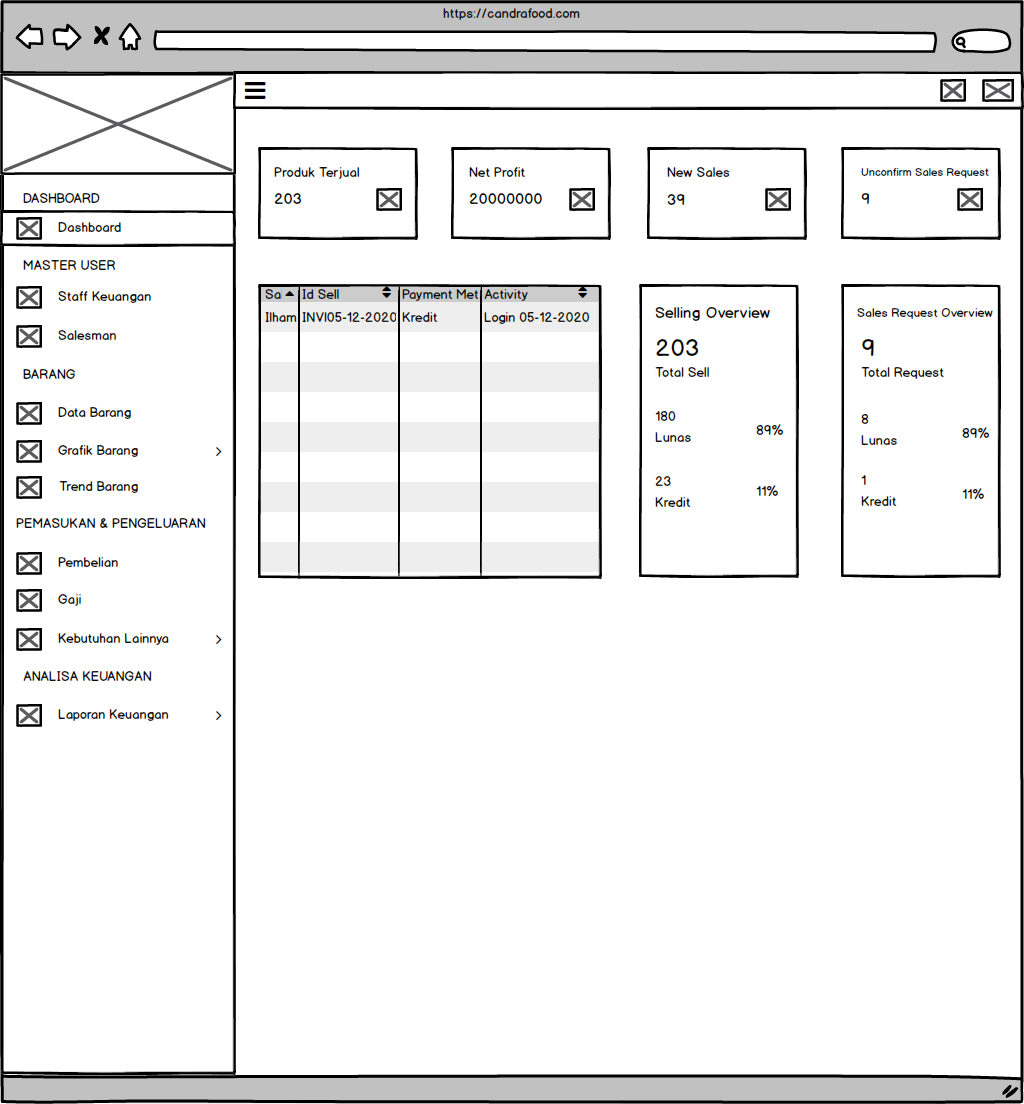 https://candrafood.com
DASHBOARD
Dashboard
MASTER USER
Staff Keuangan
Salesman
BARANG
Data Barang
Grafik Barang
Trend Barang
PEMASUKAN & PENGELUARAN
Pembelian
Gaji
Kebutuhan Lainnya
ANALISA KEUANGAN
Laporan Keuangan
Produk Terjual
203
Net Profit
20000000
New Sales
39
Unconfirm Sales Request
9
Sa Id Sell Payment Met Activity
Ilham INVI05-12-2020 Kredit Login 05-12-2020
Selling Overview
203
Total Sell
180
Lunas
89%
23
Kredit
11%
Sales Request Overview
9
Total Request
8
Lunas
89%
1
Kredit
11%